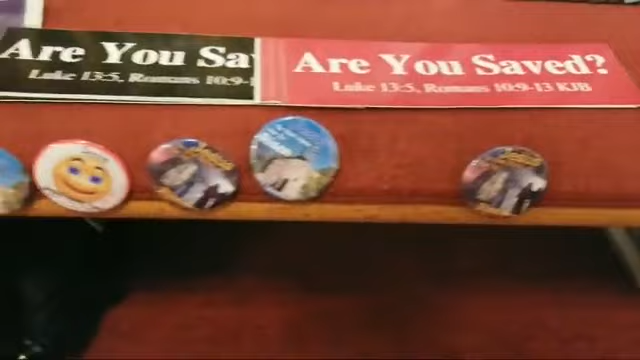 Are You Sa
Luke 13:5, Romans 10:9-1
Are You Saved?
Luke 13:5, Romans 10:9-13 KJB